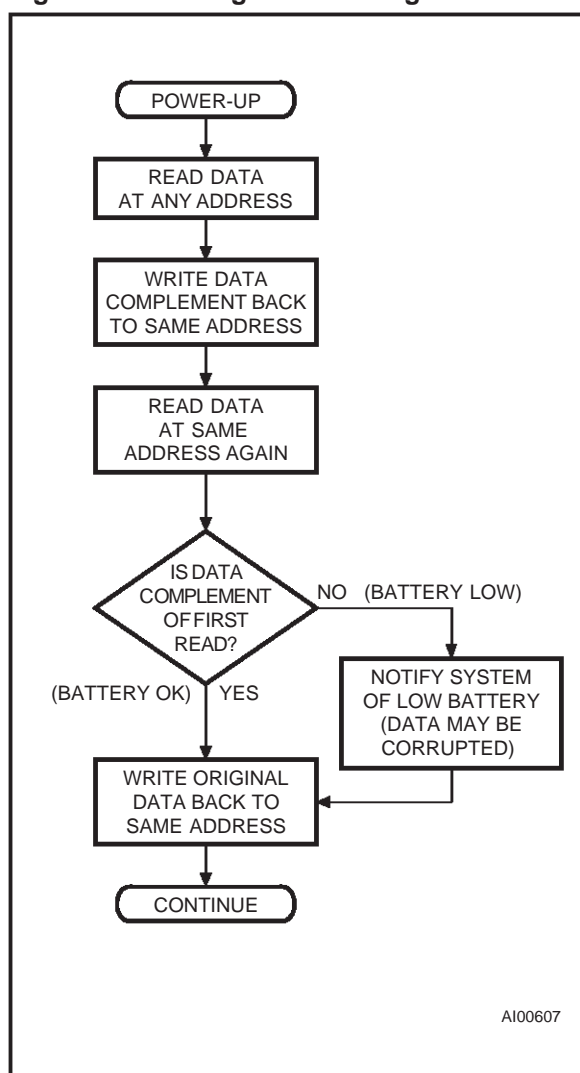 POWER-UP
READ DATA
AT ANY ADDRESS
WRITE DATA
COMPLEMENT BACK
TO SAME ADDRESS
READ DATA
AT SAME
ADDRESS AGAIN
IS DATA
COMPLEMENT
OF FIRST
READ?
NO (BATTERY LOW)
NOTIFY SYSTEM
OF LOW BATTERY
(DATA MAY BE
CORRUPTED)
(BATTERY OK) YES
WRITE ORIGINAL
DATA BACK TO
SAME ADDRESS
CONTINUE
AI00607